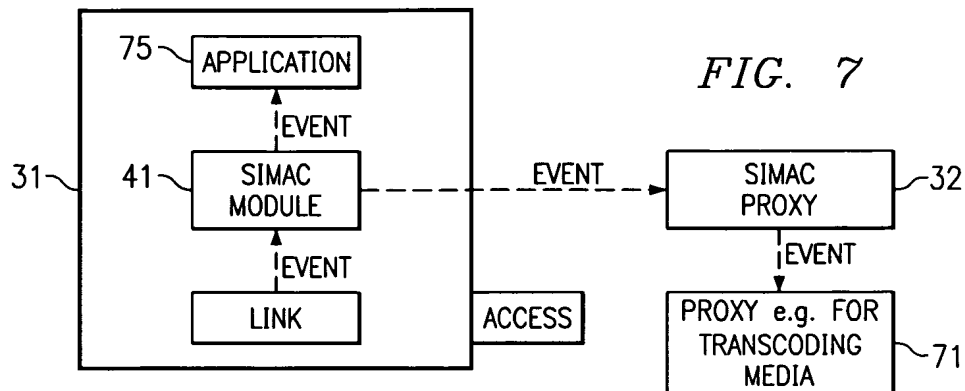 75
APPLICATION
FIG. 7
EVENT
31
41
SIMAC
MODULE
EVENT
SIMAC
PROXY
32
EVENT
EVENT
LINK
ACCESS
PROXY e.g. FOR
TRANSCODING
MEDIA
71